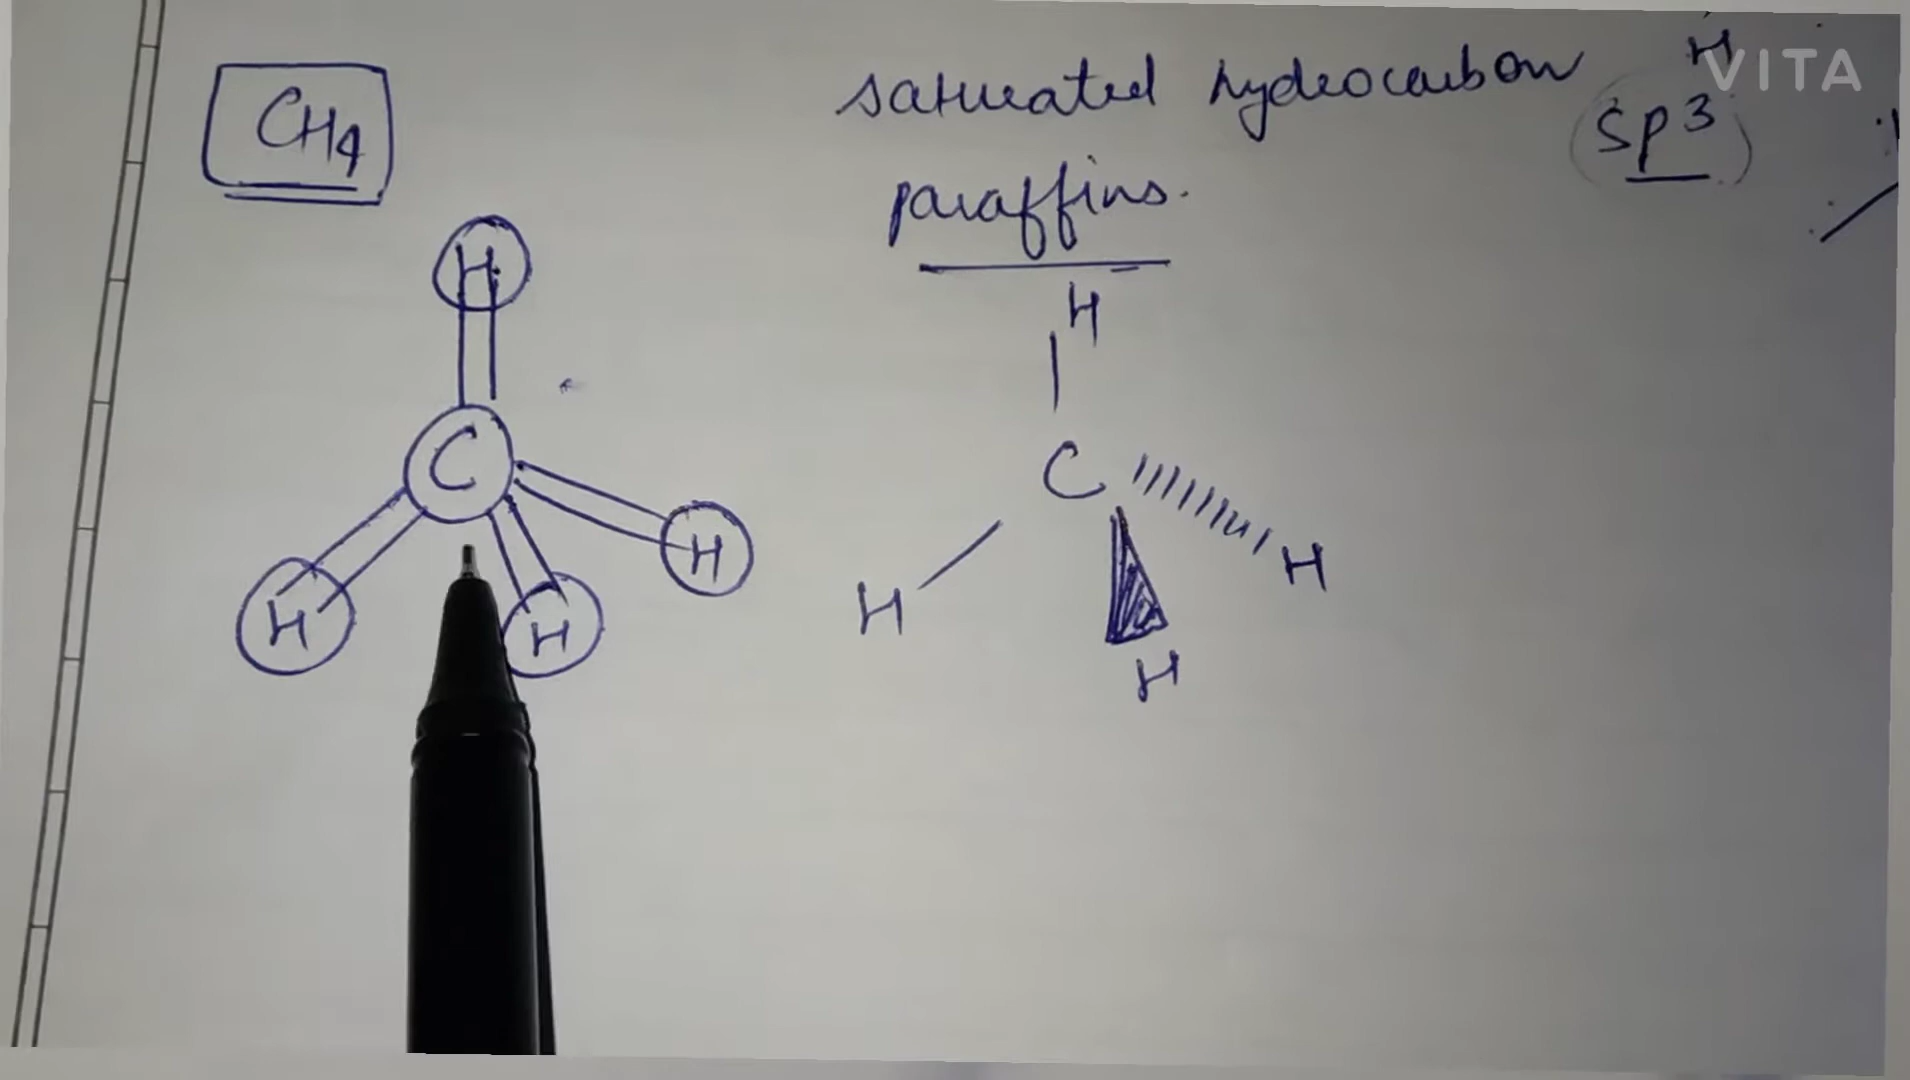 CH4
saturated hydrocarbon
H
sp3
paraffins.
VITA
H
C
H
H
H
H
C
H
H
H